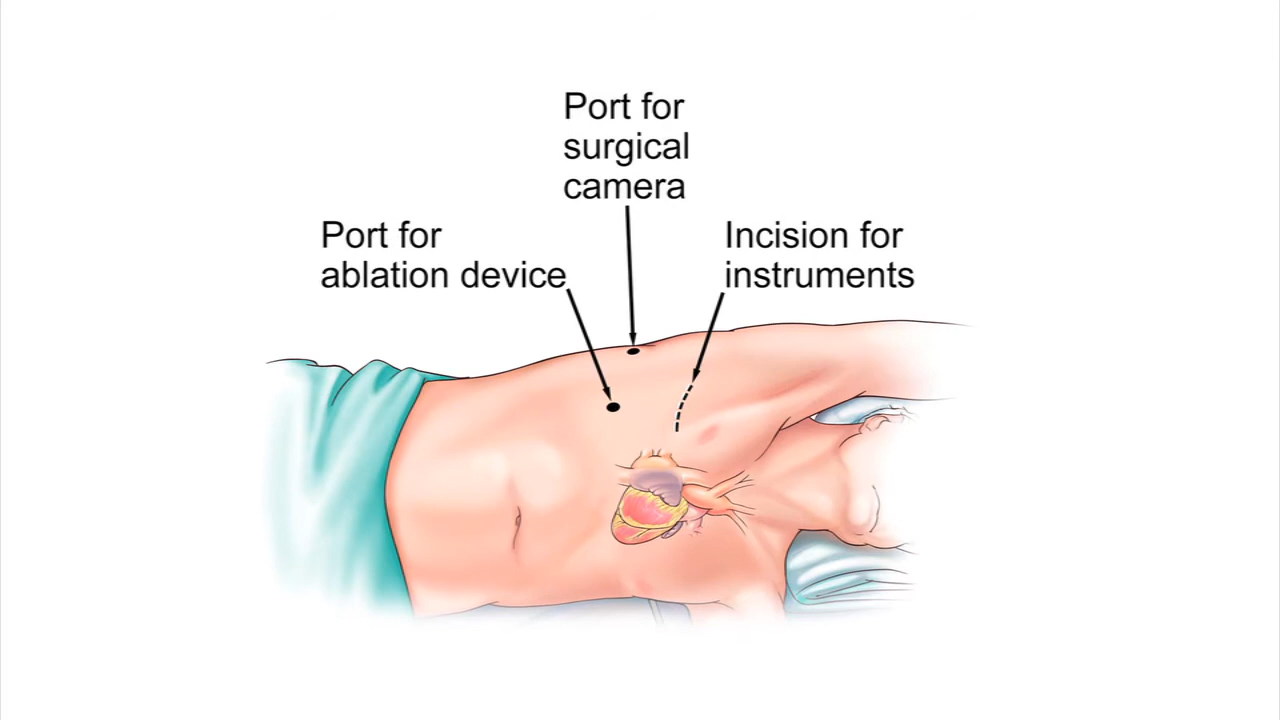 Port for
surgical
camera
Port for
ablation device
Incision for
instruments